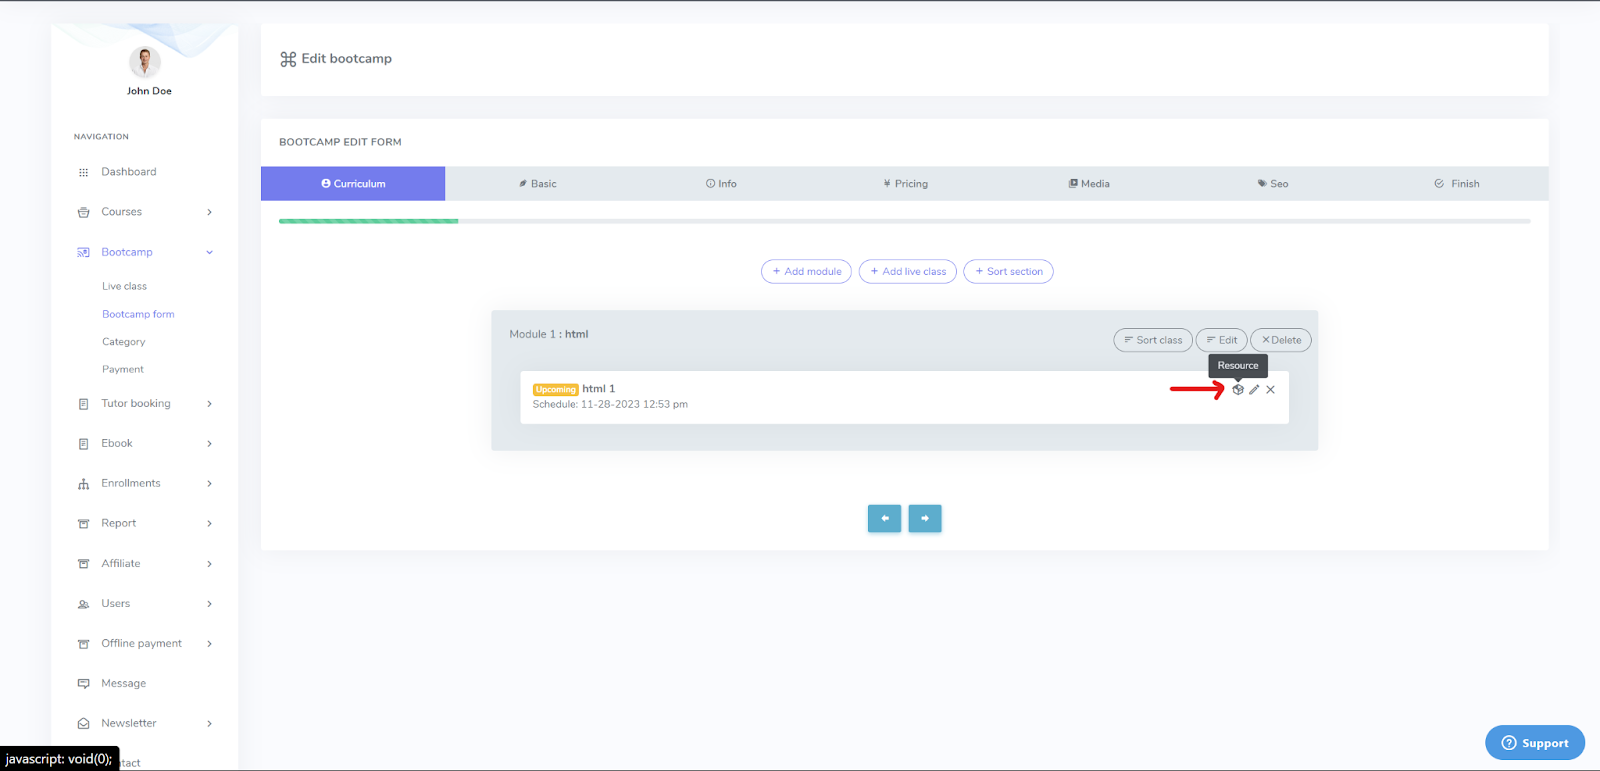 John Doe
NAVIGATION
Dashboard
Courses
Bootcamp
Live class
Bootcamp form
Category
Payment
Tutor booking
Ebook
Enrollments
Report
Affiliate
Users
Offline payment
Message
Newsletter
ntact
javascript: void(0);
Edit bootcamp
BOOTCAMP EDIT FORM
Curriculum
Basic
Info
¥ Pricing
Media
Seo
Finish
+ Add module
+ Add live class
+ Sort section
Module 1 : html
Sort class
Edit
Delete
Resource
Upcoming html 1
Schedule: 11-28-2023 12:53 pm
Support